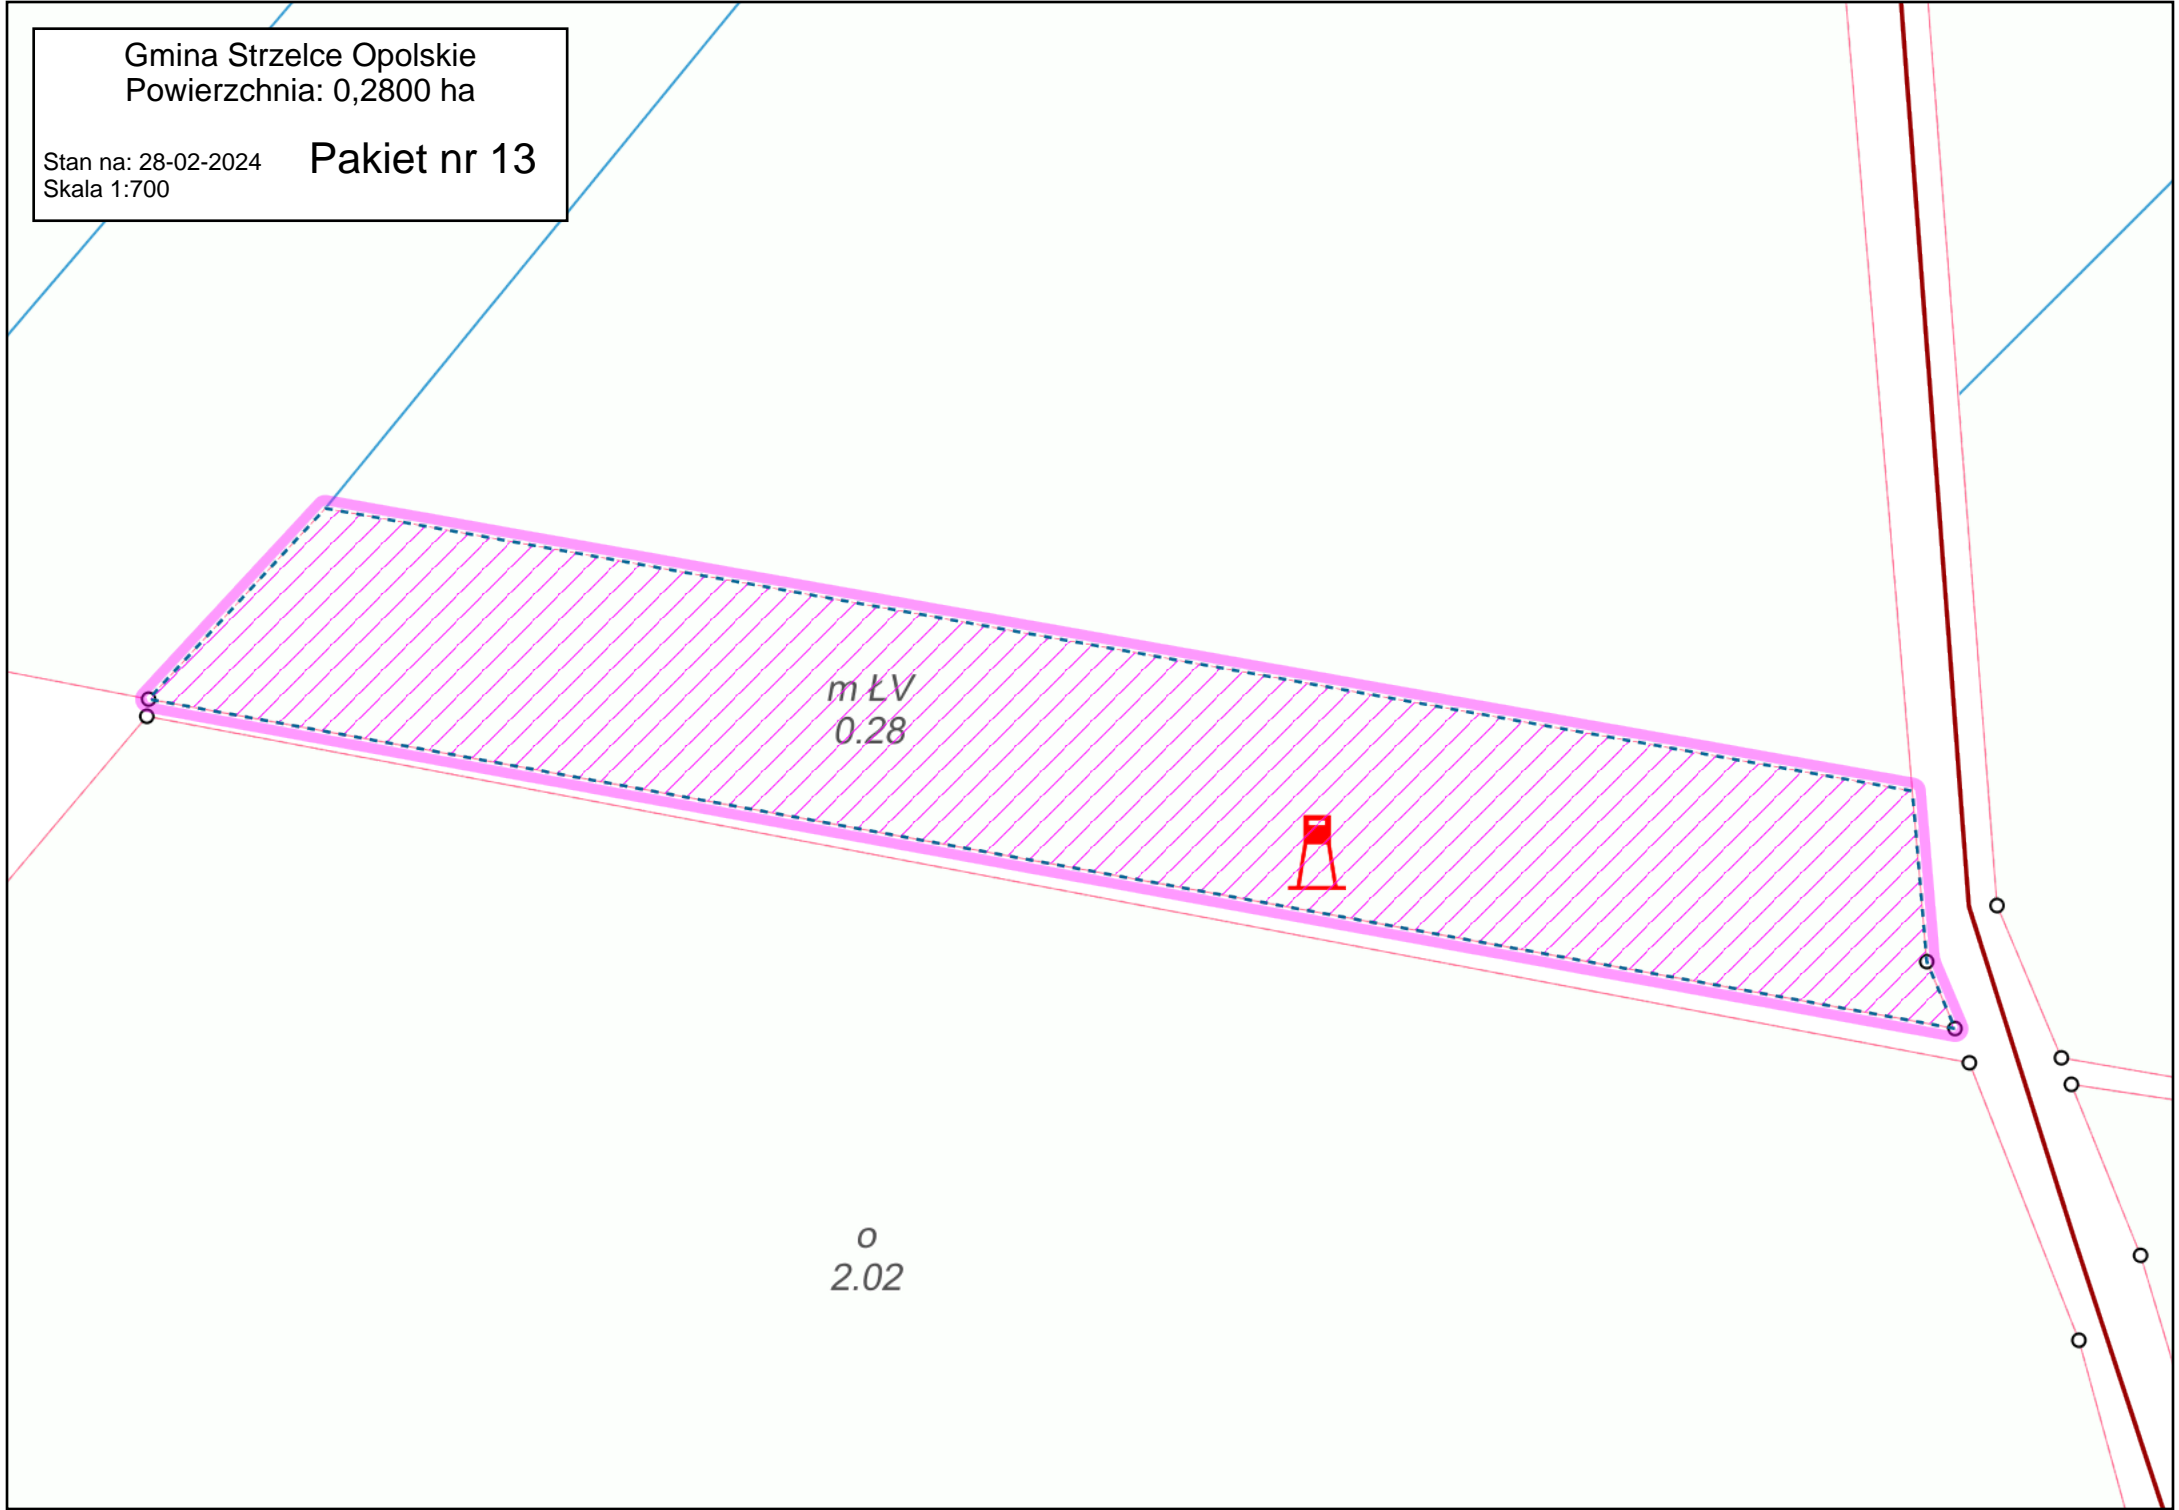 Gmina Strzelce Opolskie
Powierzchnia: 0,2800 ha
Stan na: 28-02-2024
Pakiet nr 13
Skala 1:700
m ŁV
0.28
o
2.02